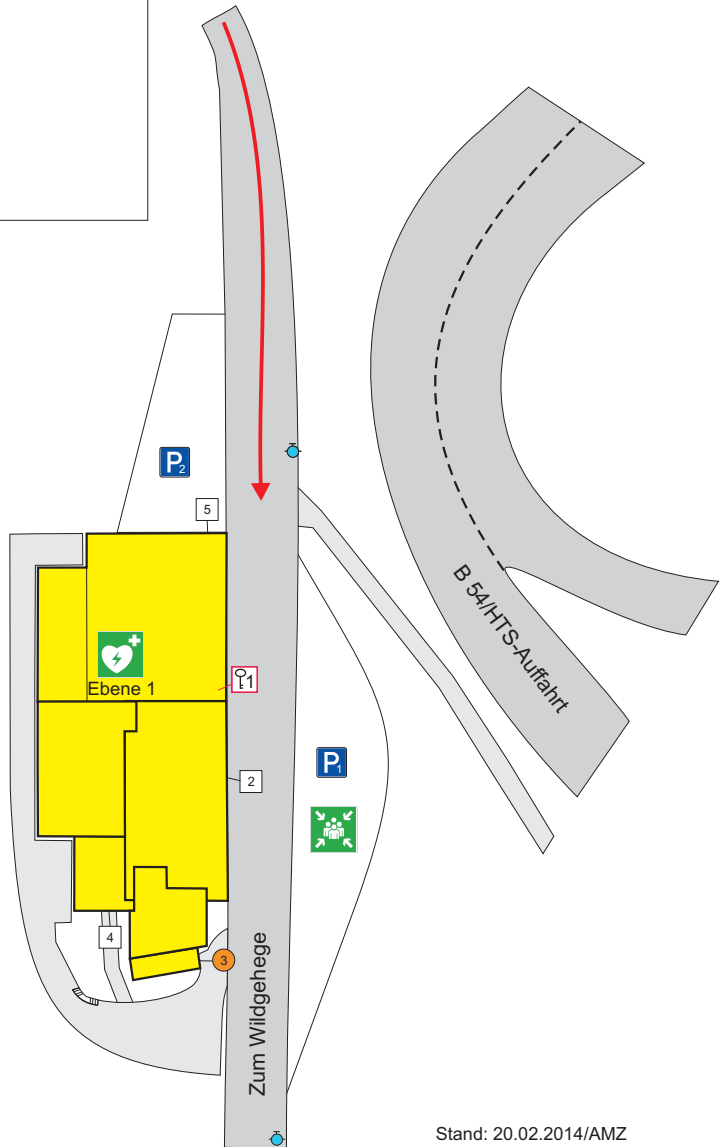 P2
5
B 54/HTS-Auffahrt
Ebene 1
1
P1
2
4
3
Zum Wildgehege
Stand: 20.02.2014/AMZ